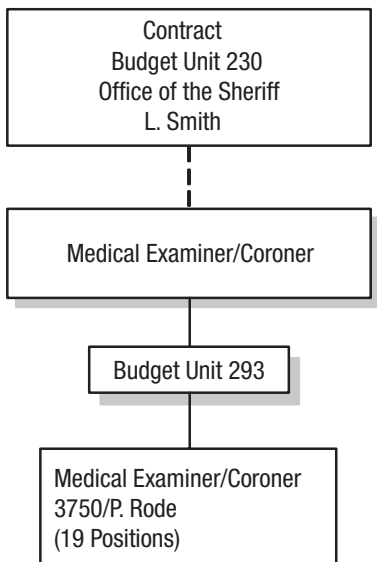 Contract
Budget Unit 230
Office of the Sheriff
L. Smith
Medical Examiner/Coroner
Budget Unit 293
Medical Examiner/Coroner
3750/P. Rode
(19 Positions)